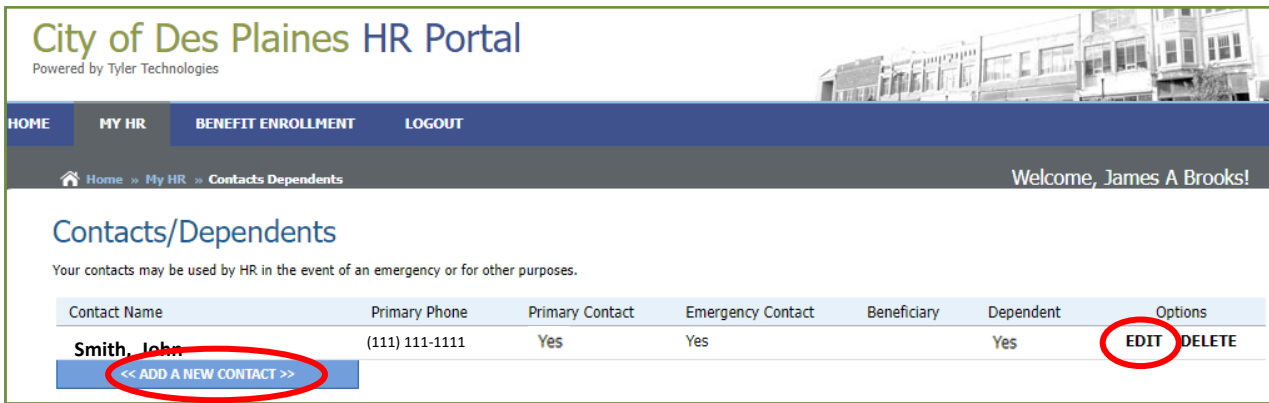 City of Des Plaines HR Portal
Powered by Tyler Technologies
HOME MY HR BENEFIT ENROLLMENT LOGOUT
Home » My HR » Contacts Dependents Welcome, James A Brooks!
Contacts/Dependents
Your contacts may be used by HR in the event of an emergency or for other purposes.
Contact Name Primary Phone Primary Contact Emergency Contact Beneficiary Dependent Options
Smith, John (111) 111-1111 Yes Yes Yes EDIT DELETE
<< ADD A NEW CONTACT >>